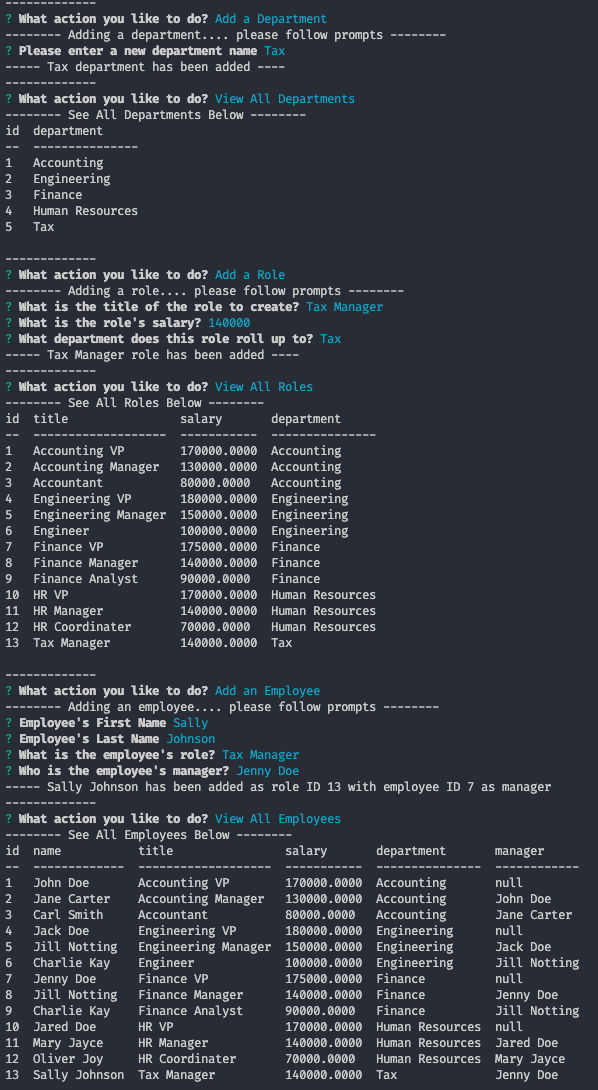 -------------
? What action you like to do? Add a Department
-------- Adding a department.... please follow prompts --------
? Please enter a new department name Tax
----- Tax department has been added ----
-------------
? What action you like to do? View All Departments
-------- See All Departments Below --------
id  department
--  ---------------
1   Accounting
2   Engineering
3   Finance
4   Human Resources
5   Tax
-------------
? What action you like to do? Add a Role
-------- Adding a role.... please follow prompts --------
? What is the title of the role to create? Tax Manager
? What is the role's salary? 140000
? What department does this role roll up to? Tax
----- Tax Manager role has been added ----
-------------
? What action you like to do? View All Roles
-------- See All Roles Below --------
id  title                salary       department
--  -------------------  -----------  ---------------
1   Accounting VP        170000.0000  Accounting
2   Accounting Manager   130000.0000  Accounting
3   Accountant           80000.0000   Accounting
4   Engineering VP       180000.0000  Engineering
5   Engineering Manager  150000.0000  Engineering
6   Engineer             100000.0000  Engineering
7   Finance VP           175000.0000  Finance
8   Finance Manager      140000.0000  Finance
9   Finance Analyst      90000.0000   Finance
10  HR VP                170000.0000  Human Resources
11  HR Manager           140000.0000  Human Resources
12  HR Coordinater       70000.0000   Human Resources
13  Tax Manager          140000.0000  Tax
-------------
? What action you like to do? Add an Employee
-------- Adding an employee.... please follow prompts --------
? Employee's First Name Sally
? Employee's Last Name Johnson
? What is the employee's role? Tax Manager
? Who is the employee's manager? Jenny Doe
----- Sally Johnson has been added as role ID 13 with employee ID 7 as manager
-------------
? What action you like to do? View All Employees
-------- See All Employees Below --------
id  name           title                salary       department       manager
--  -------------  -------------------  -----------  ---------------  ------------
1   John Doe       Accounting VP        170000.0000  Accounting       null
2   Jane Carter    Accounting Manager   130000.0000  Accounting       John Doe
3   Carl Smith     Accountant           80000.0000   Accounting       Jane Carter
4   Jack Doe       Engineering VP       180000.0000  Engineering      null
5   Jill Notting   Engineering Manager  150000.0000  Engineering      Jack Doe
6   Charlie Kay    Engineer             100000.0000  Engineering      Jill Notting
7   Jenny Doe      Finance VP           175000.0000  Finance          null
8   Jill Notting   Finance Manager      140000.0000  Finance          Jenny Doe
9   Charlie Kay    Finance Analyst      90000.0000   Finance          Jill Notting
10  Jared Doe      HR VP                170000.0000  Human Resources  null
11  Mary Jayce     HR Manager           140000.0000  Human Resources  Jared Doe
12  Oliver Joy     HR Coordinater       70000.0000   Human Resources  Mary Jayce
13  Sally Johnson  Tax Manager          140000.0000  Tax              Jenny Doe